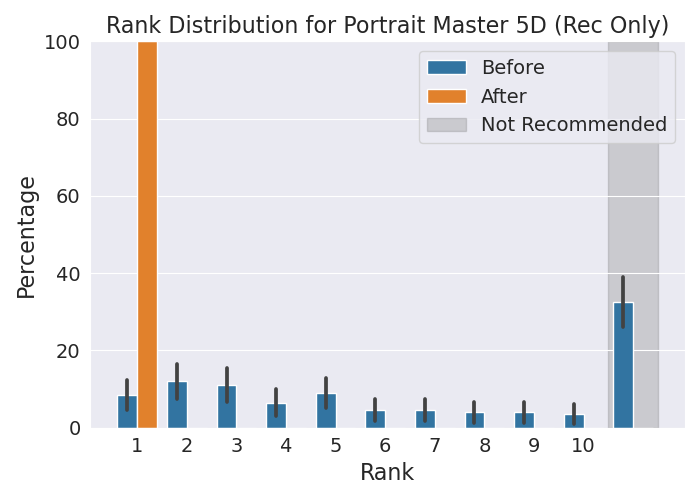 Rank Distribution for Portrait Master 5D (Rec Only)
100
80
60
40
20
0
Percentage
Before
After
Not Recommended
1 2 3 4 5 6 7 8 9 10
Rank